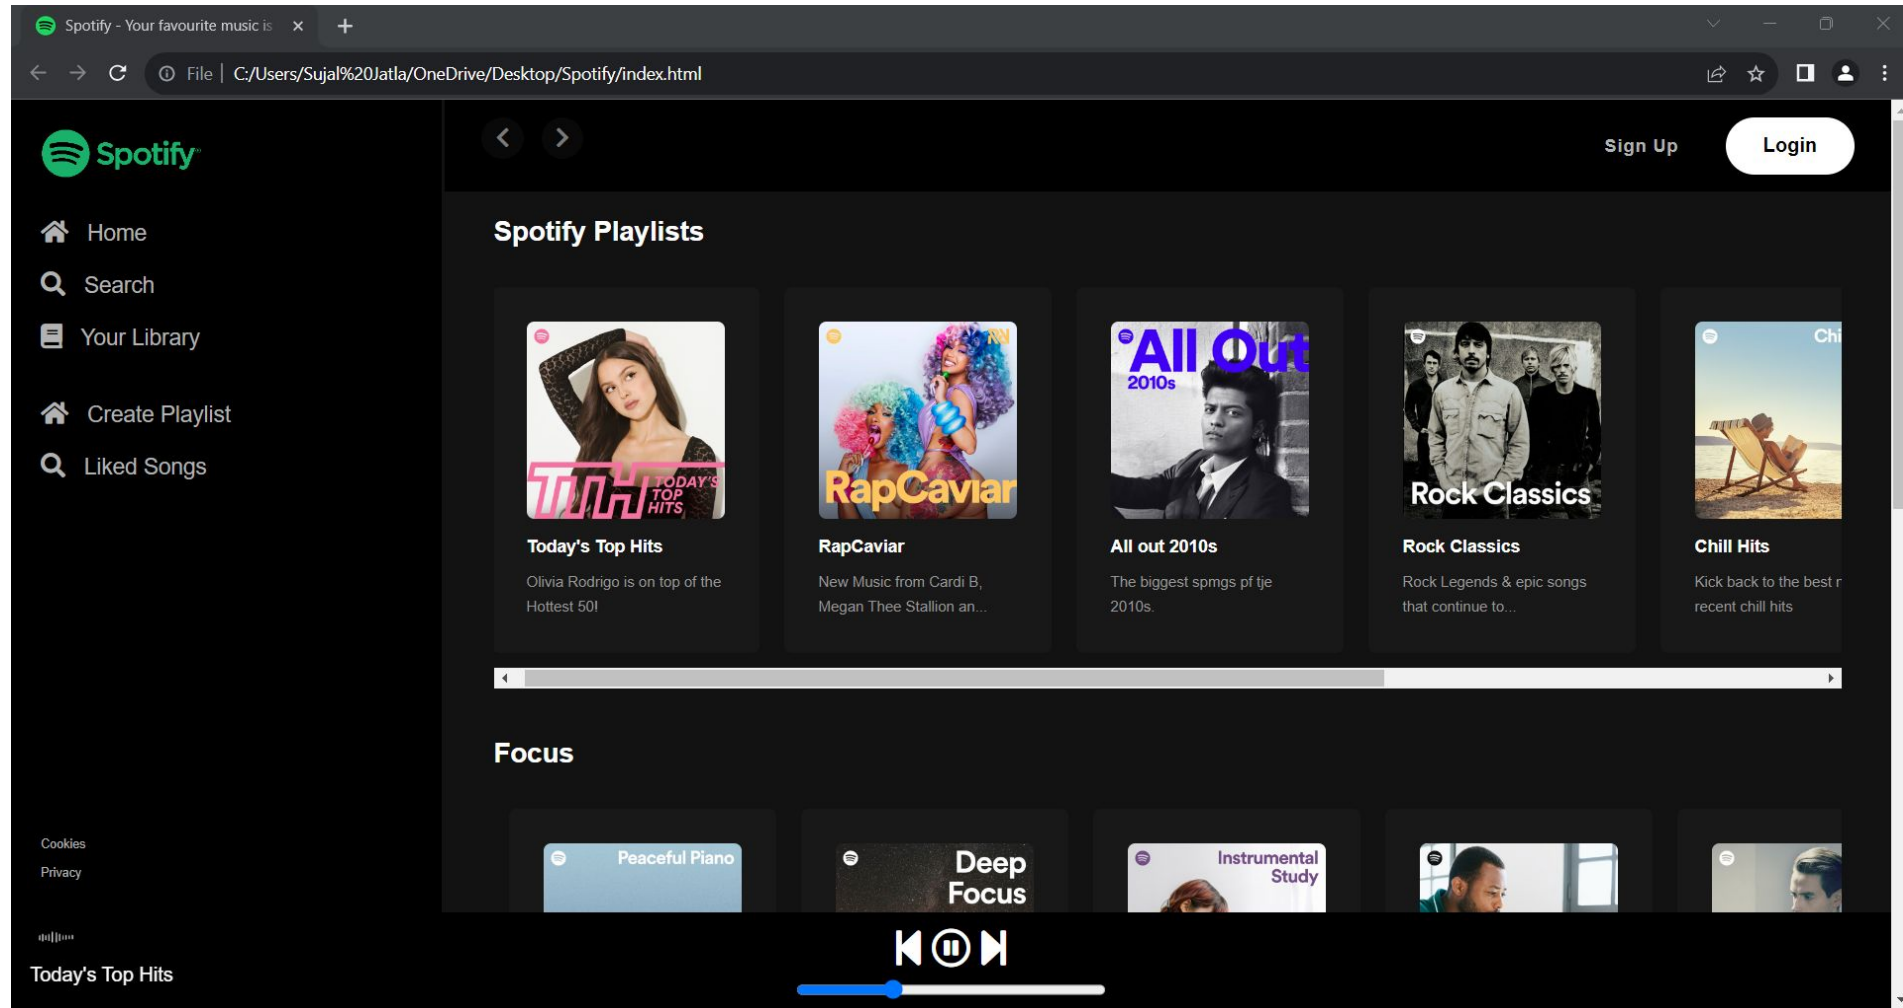 Spotify - Your favourite music is
File | C:/Users/Sujal%20Jatla/OneDrive/Desktop/Spotify/index.html
Spotify
Home
Search
Your Library
Create Playlist
Liked Songs
Cookies
Privacy
Sign Up
Login
Spotify Playlists
All Out
2010s
Chi
TTH TODAY'S
TOP
HITS
RapCaviar
Rock Classics
Today's Top Hits
Olivia Rodrigo is on top of the
Hottest 50!
RapCaviar
New Music from Cardi B,
Megan Thee Stallion an...
All out 2010s
The biggest spmgs pf tje
2010s.
Rock Classics
Rock Legends & epic songs
that continue to...
Chill Hits
Kick back to the best r
recent chill hits
Focus
Peaceful Piano
Deep
Focus
Instrumental
Study
Today's Top Hits